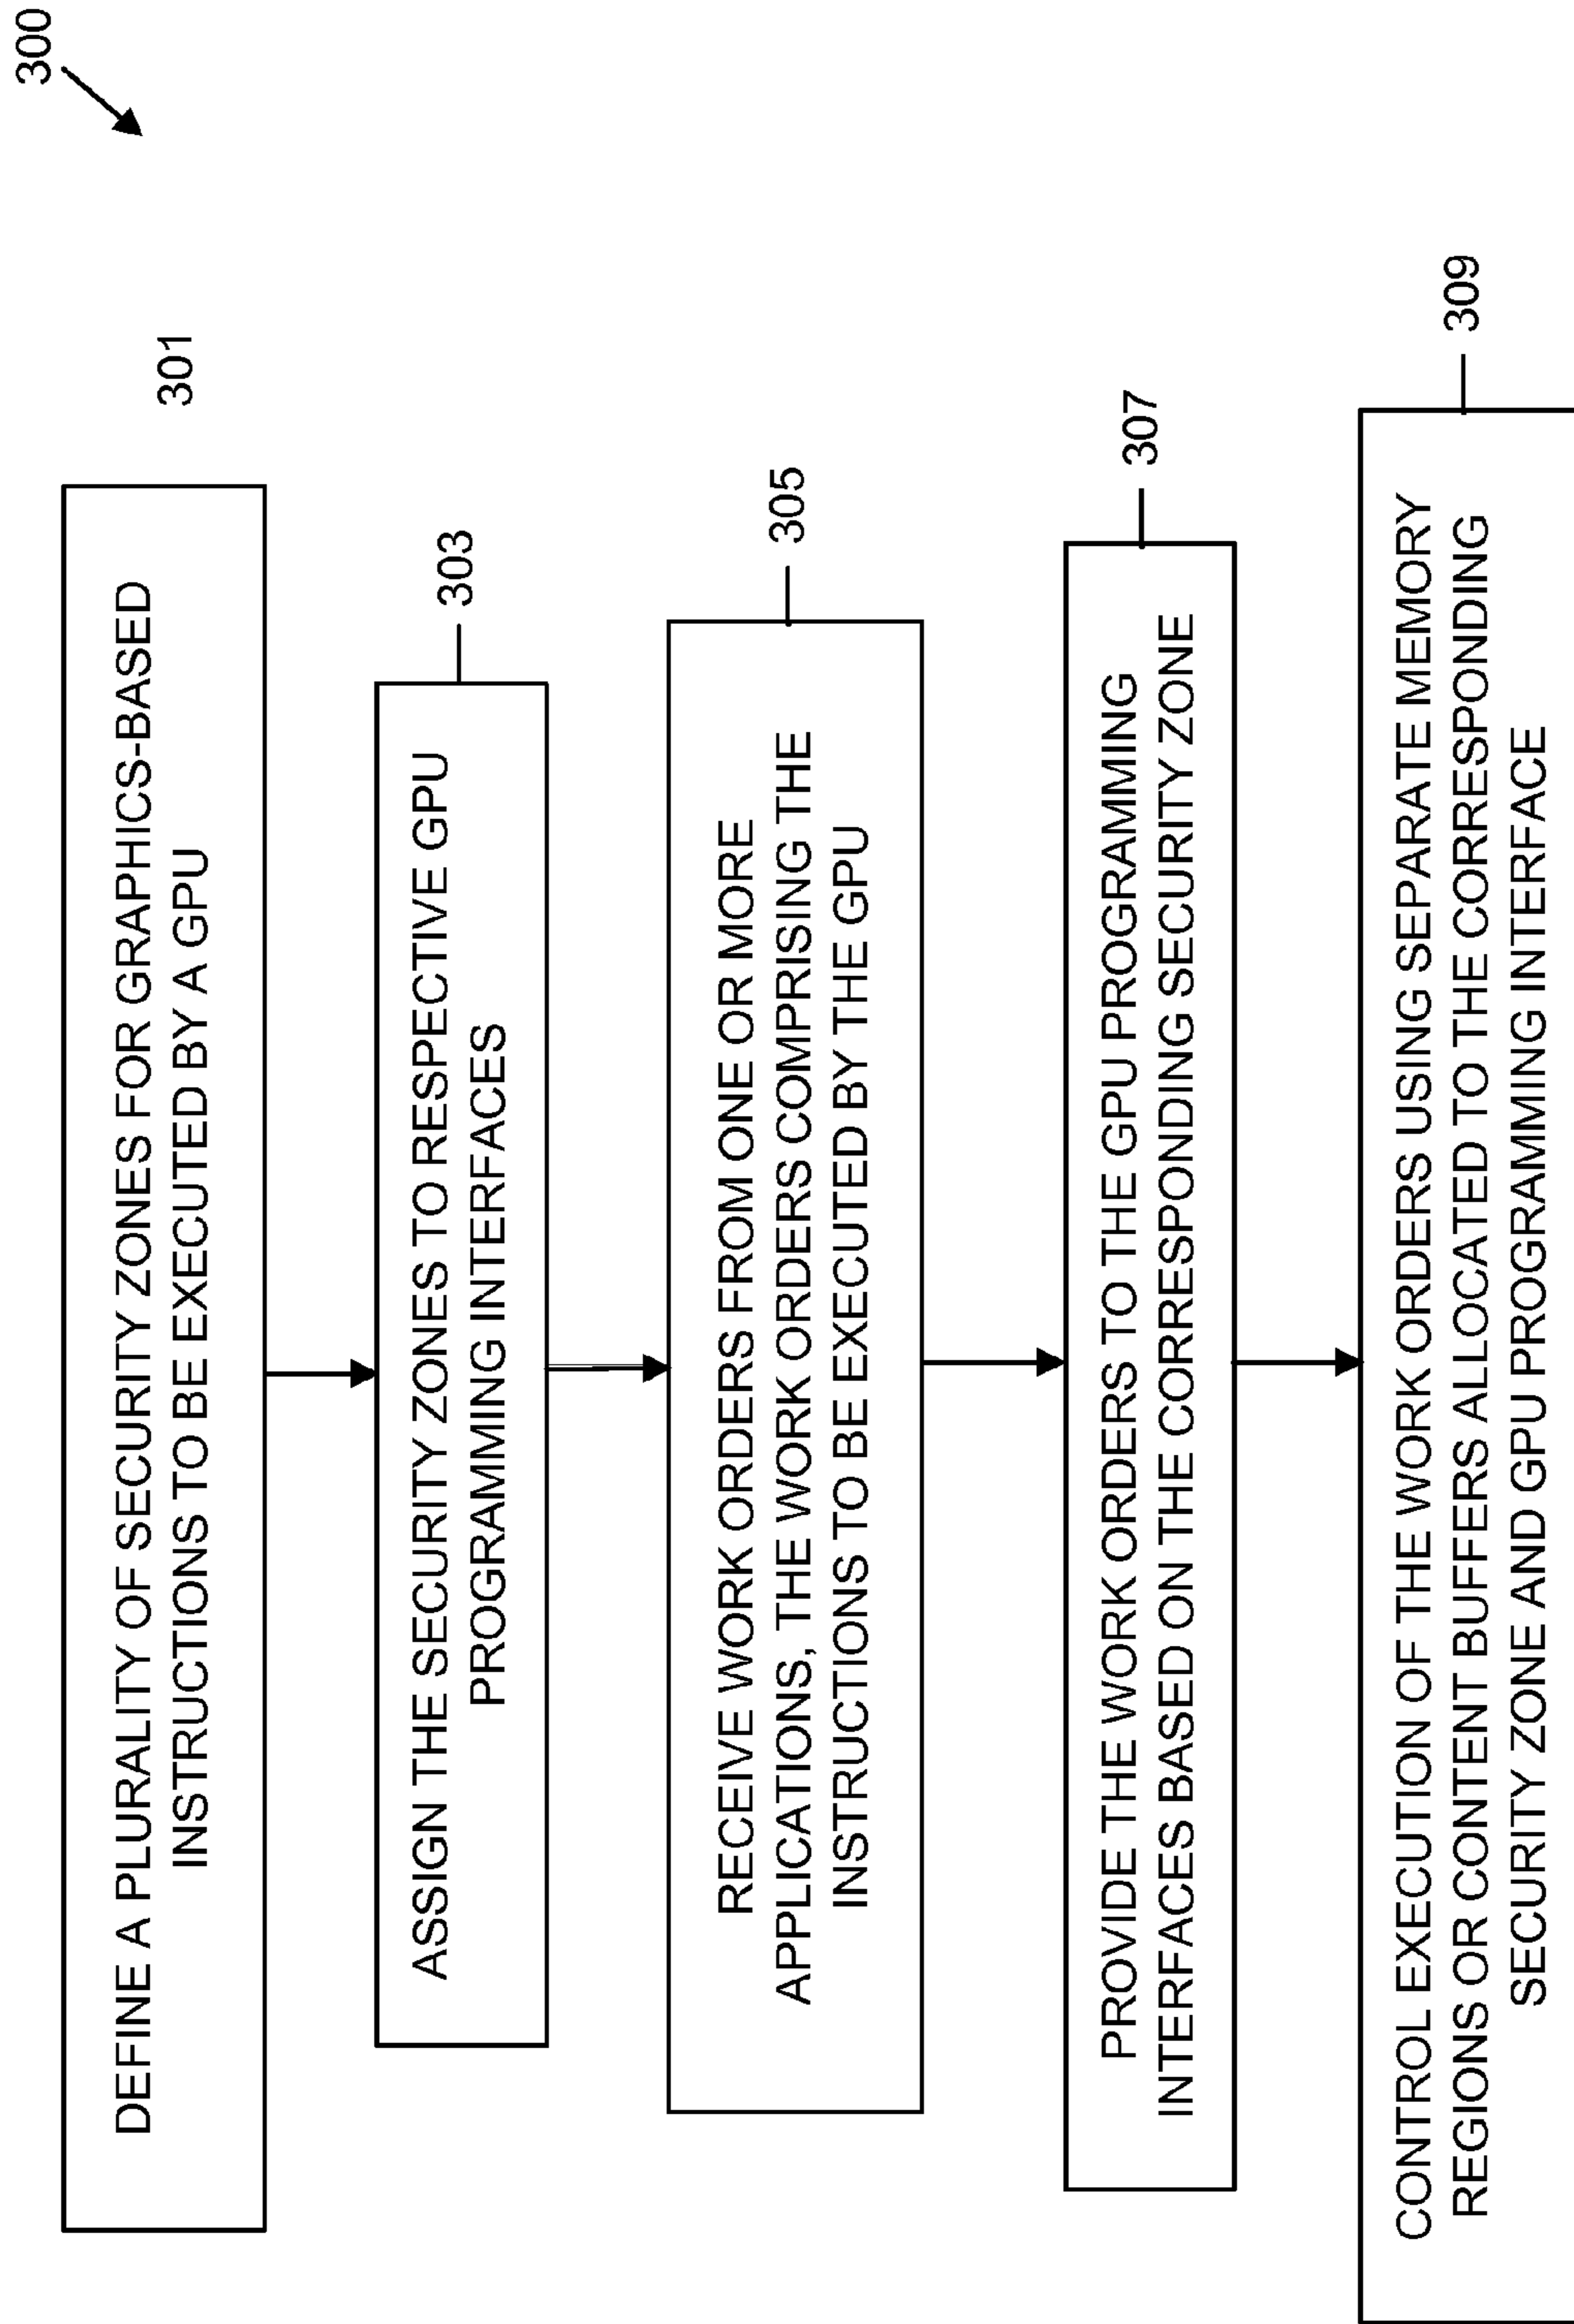 300
DEFINE A PLURALITY OF SECURITY ZONES FOR GRAPHICS-BASED
INSTRUCTIONS TO BE EXECUTED BY A GPU
301
ASSIGN THE SECURITY ZONES TO RESPECTIVE GPU
PROGRAMMING INTERFACES
303
RECEIVE WORK ORDERS FROM ONE OR MORE
APPLICATIONS, THE WORK ORDERS COMPRISING THE
INSTRUCTIONS TO BE EXECUTED BY THE GPU
305
PROVIDE THE WORK ORDERS TO THE GPU PROGRAMMING
INTERFACES BASED ON THE CORRESPONDING SECURITY ZONE
307
CONTROL EXECUTION OF THE WORK ORDERS USING SEPARATE MEMORY
REGIONS OR CONTENT BUFFERS ALLOCATED TO THE CORRESPONDING
SECURITY ZONE AND GPU PROGRAMMING INTERFACE
309